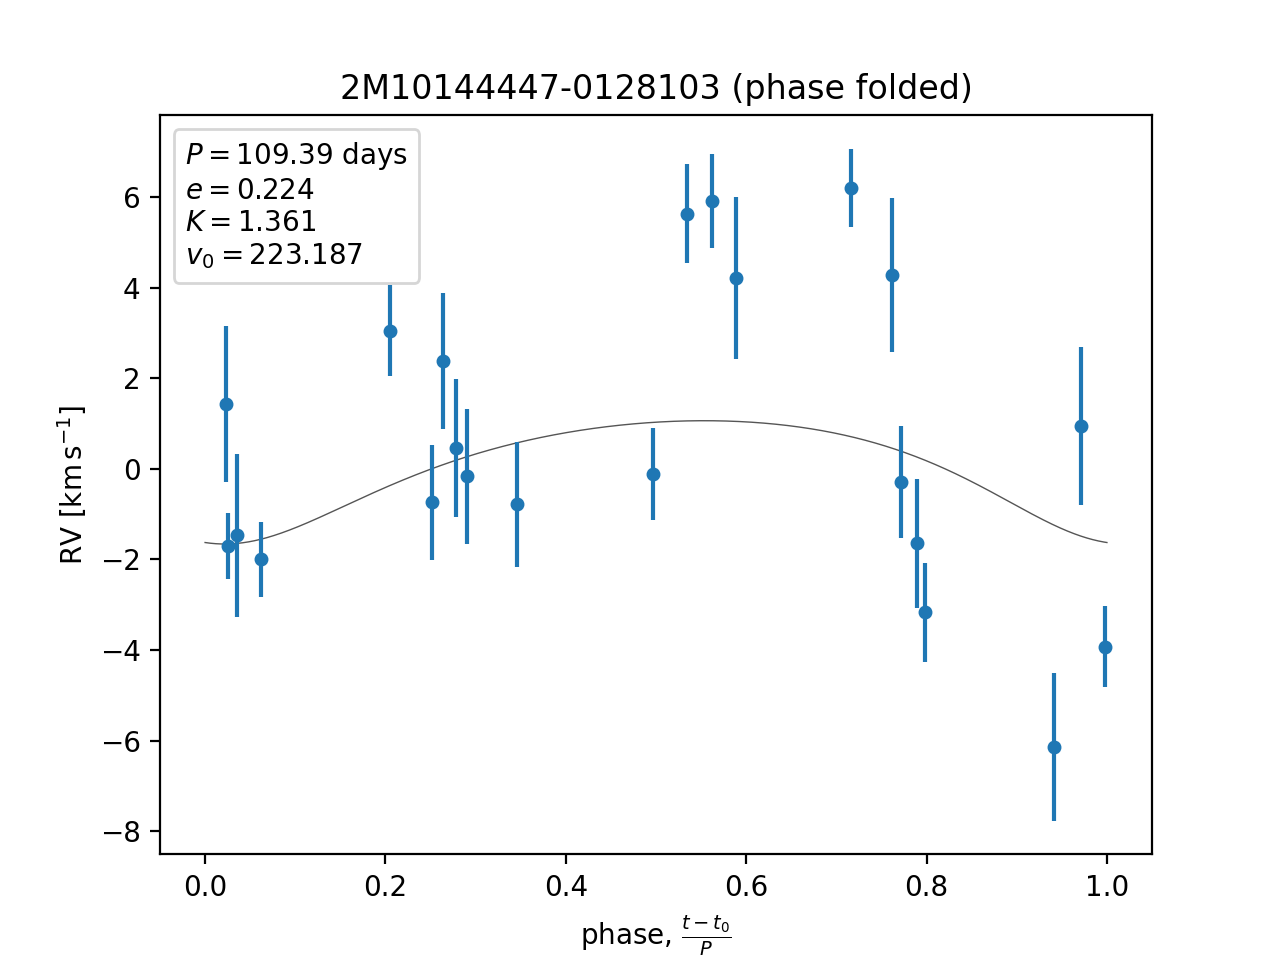 2M10144447-0128103 (phase folded)
P = 109.39 days
e = 0.224
K = 1.361
v₀ = 223.187
RV [km s⁻¹]
6
4
2
0
−2
−4
−6
−8
0.0 0.2 0.4 0.6 0.8 1.0
phase, (t − t₀)/P